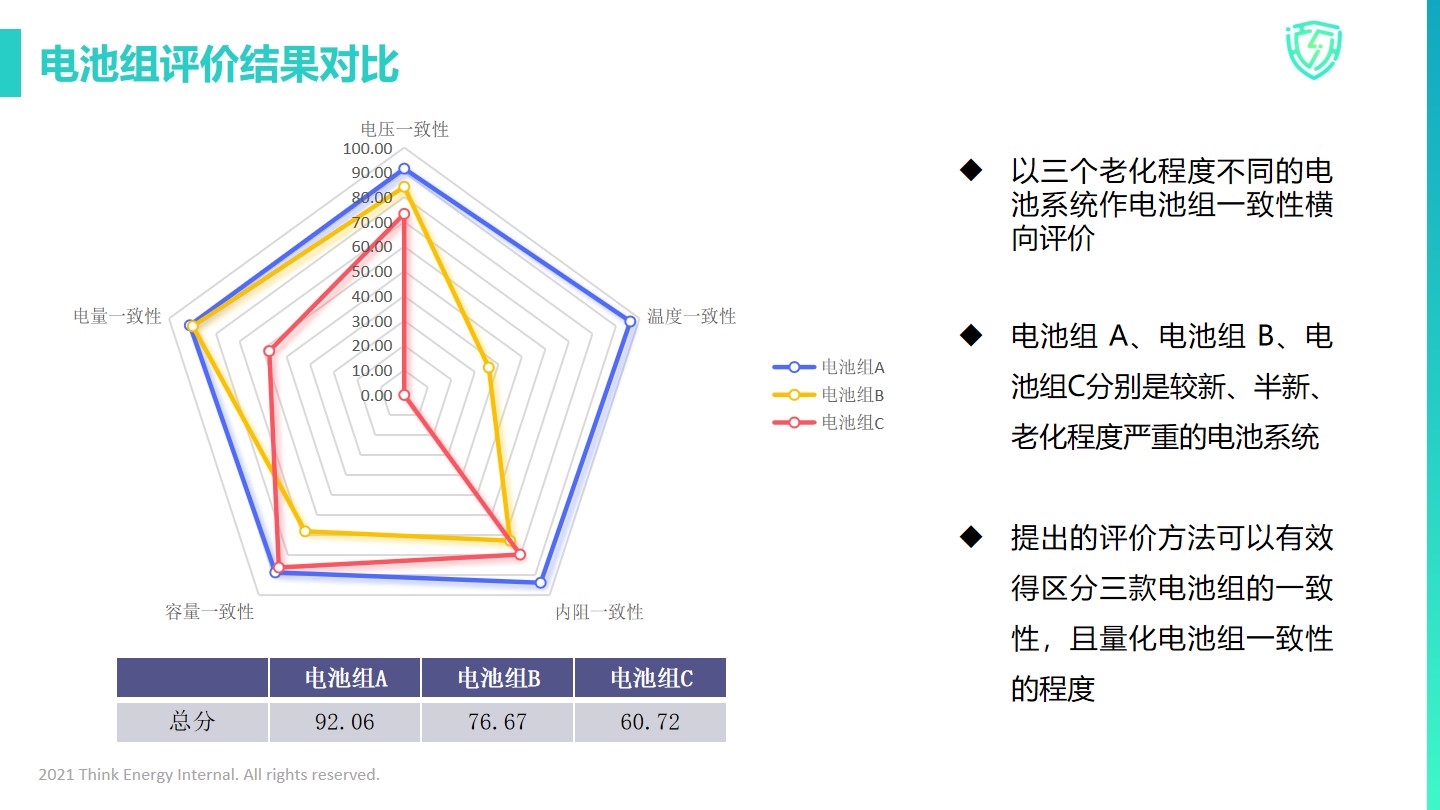 电池组评价结果对比
电压一致性
100.00
90.00
80.00
70.00
60.00
50.00
40.00
30.00
20.00
10.00
0.00
电量一致性
温度一致性
容量一致性
内阻一致性
电池组A
电池组B
电池组C
电池组A 电池组B 电池组C
总分 92.06 76.67 60.72
以三个老化程度不同的电
池系统作电池组一致性横
向评价
电池组 A、电池组 B、电
池组C分别是较新、半新、
老化程度严重的电池系统
提出的评价方法可以有效
得区分三款电池组的一致
性，且量化电池组一致性
的程度
2021 Think Energy Internal. All rights reserved.